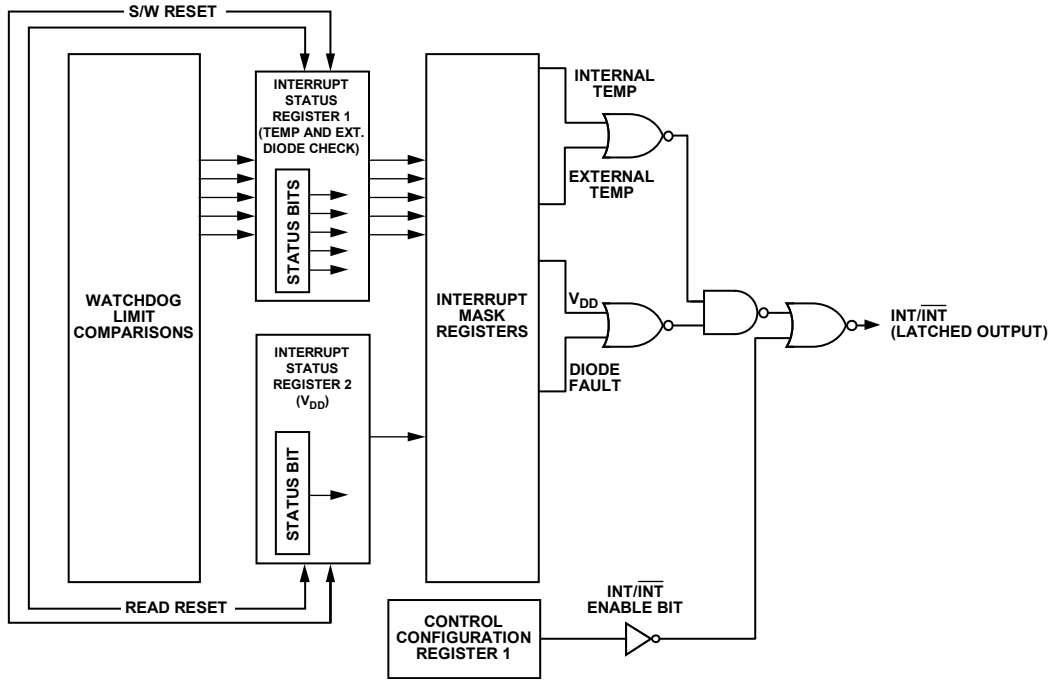 S/W RESET
INTERRUPT
STATUS
REGISTER 1
(TEMP AND EXT.
DIODE CHECK)
STATUS BITS
WATCHDOG
LIMIT
COMPARISONS
INTERRUPT
STATUS
REGISTER 2
(VDD)
STATUS BIT
READ RESET
INTERRUPT
MASK
REGISTERS
INTERNAL
TEMP
EXTERNAL
TEMP
VDD
DIODE
FAULT
INT/INT
(LATCHED OUTPUT)
INT/INT
ENABLE BIT
CONTROL
CONFIGURATION
REGISTER 1